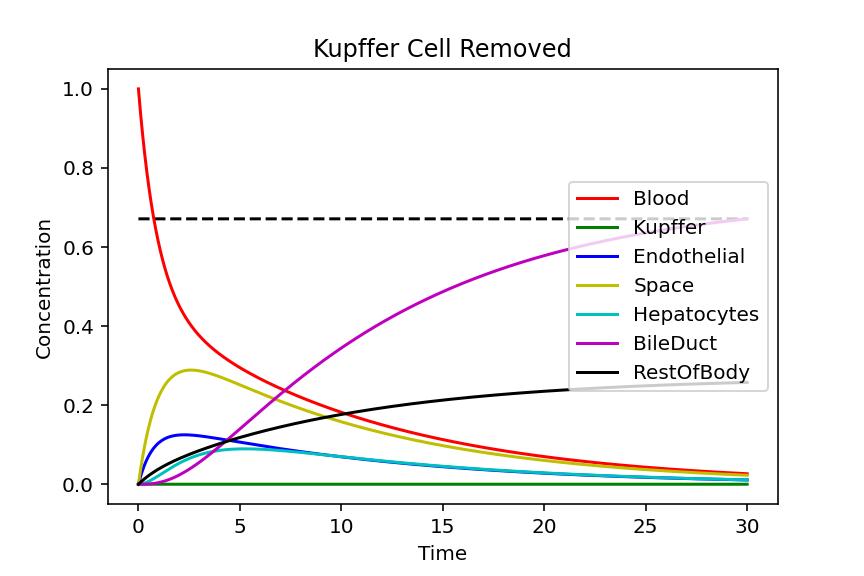 Kupffer Cell Removed
Concentration
1.0
0.8
0.6
0.4
0.2
0.0
Blood
Kupffer
Endothelial
Space
Hepatocytes
BileDuct
RestOfBody
0 5 10 15 20 25 30
Time